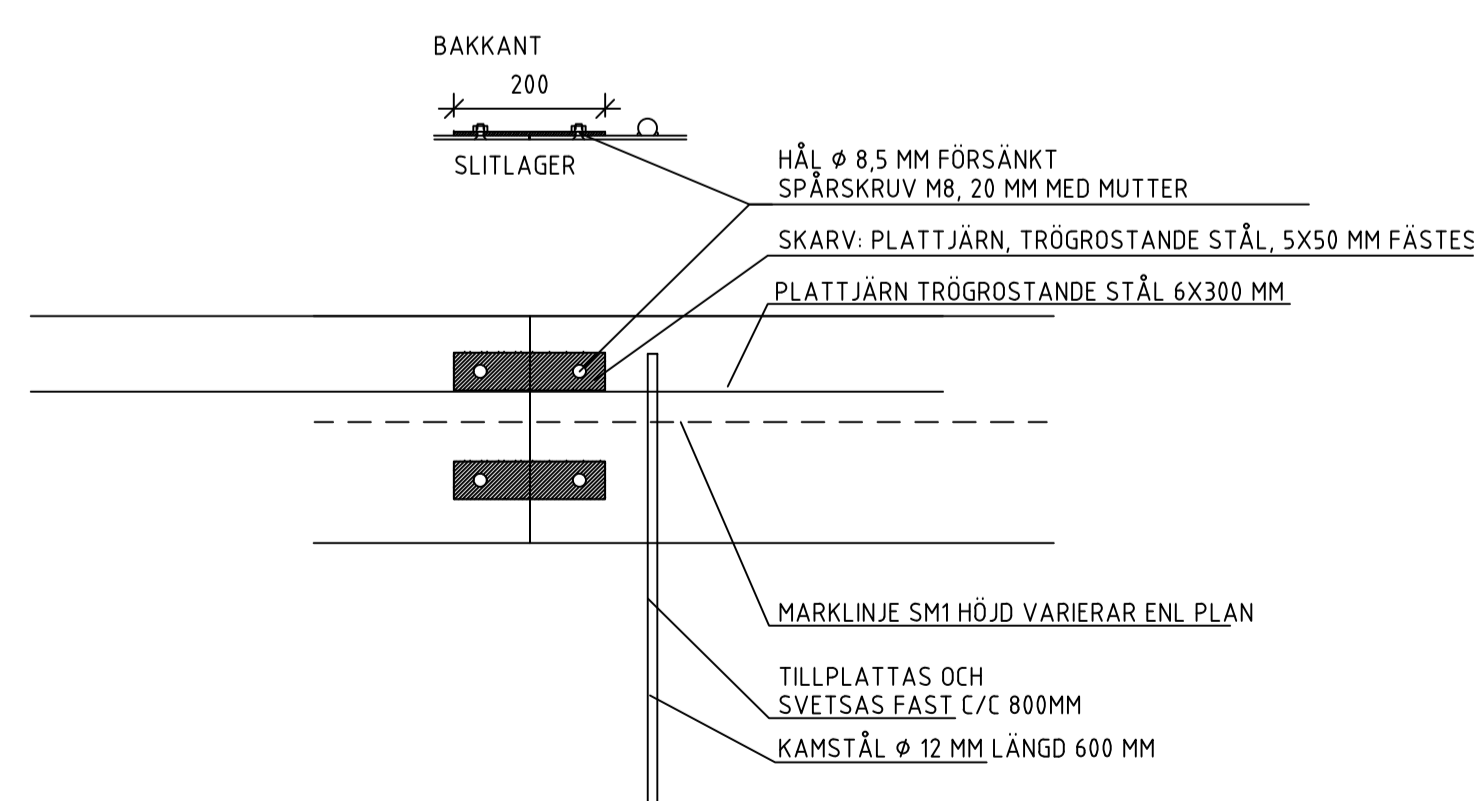 BAKKANT
200
SLITLAGER
HÅL Ø 8,5 MM FÖRSÄNKT
SPÅRSKRUV M8, 20 MM MED MUTTER
SKARV: PLATTJÄRN, TRÖGROSTANDE STÅL, 5X50 MM FÄSTES
PLATTJÄRN TRÖGROSTANDE STÅL 6X300 MM
MARKLINJE SM1 HÖJD VARIERAR ENL PLAN
TILLPLATTAS OCH
SVETSAS FAST C/C 800MM
KAMSTÅL Ø 12 MM LÄNGD 600 MM